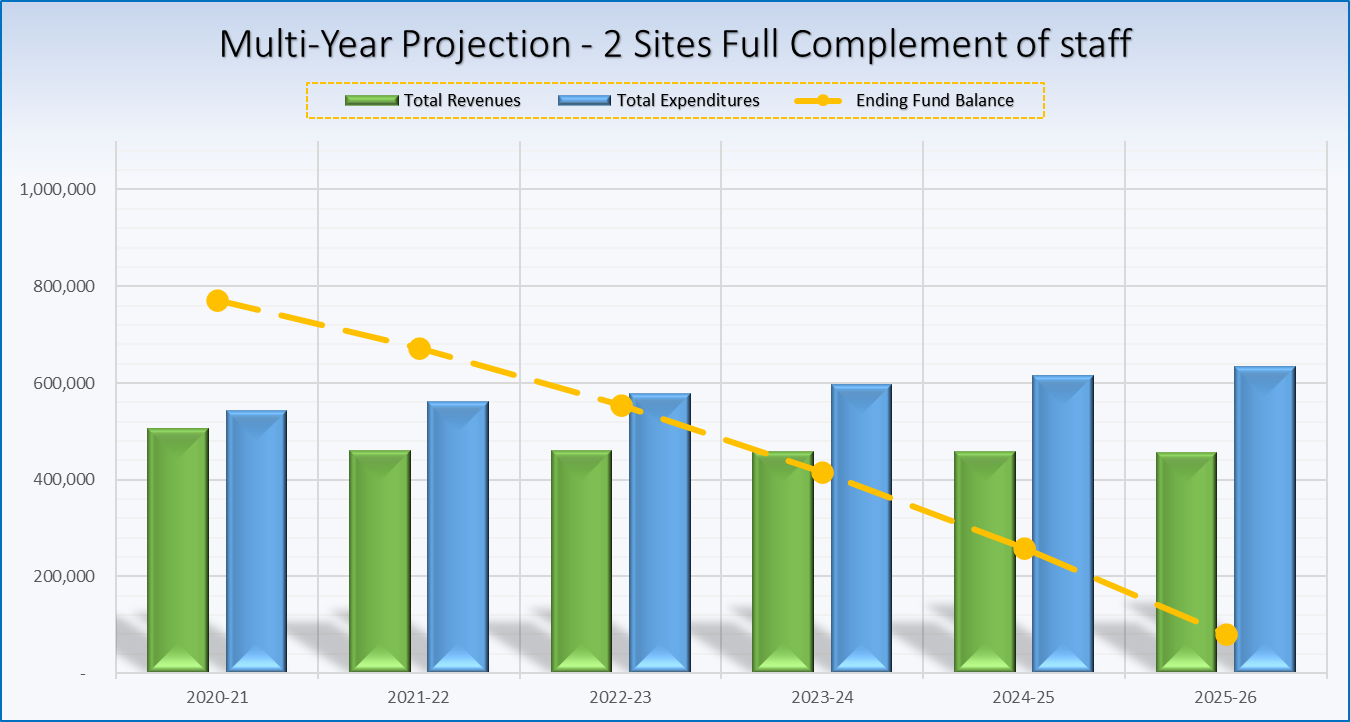 Multi-Year Projection - 2 Sites Full Complement of staff
Total Revenues Total Expenditures Ending Fund Balance
1,000,000
800,000
600,000
400,000
200,000
-
2020-21 2021-22 2022-23 2023-24 2024-25 2025-26